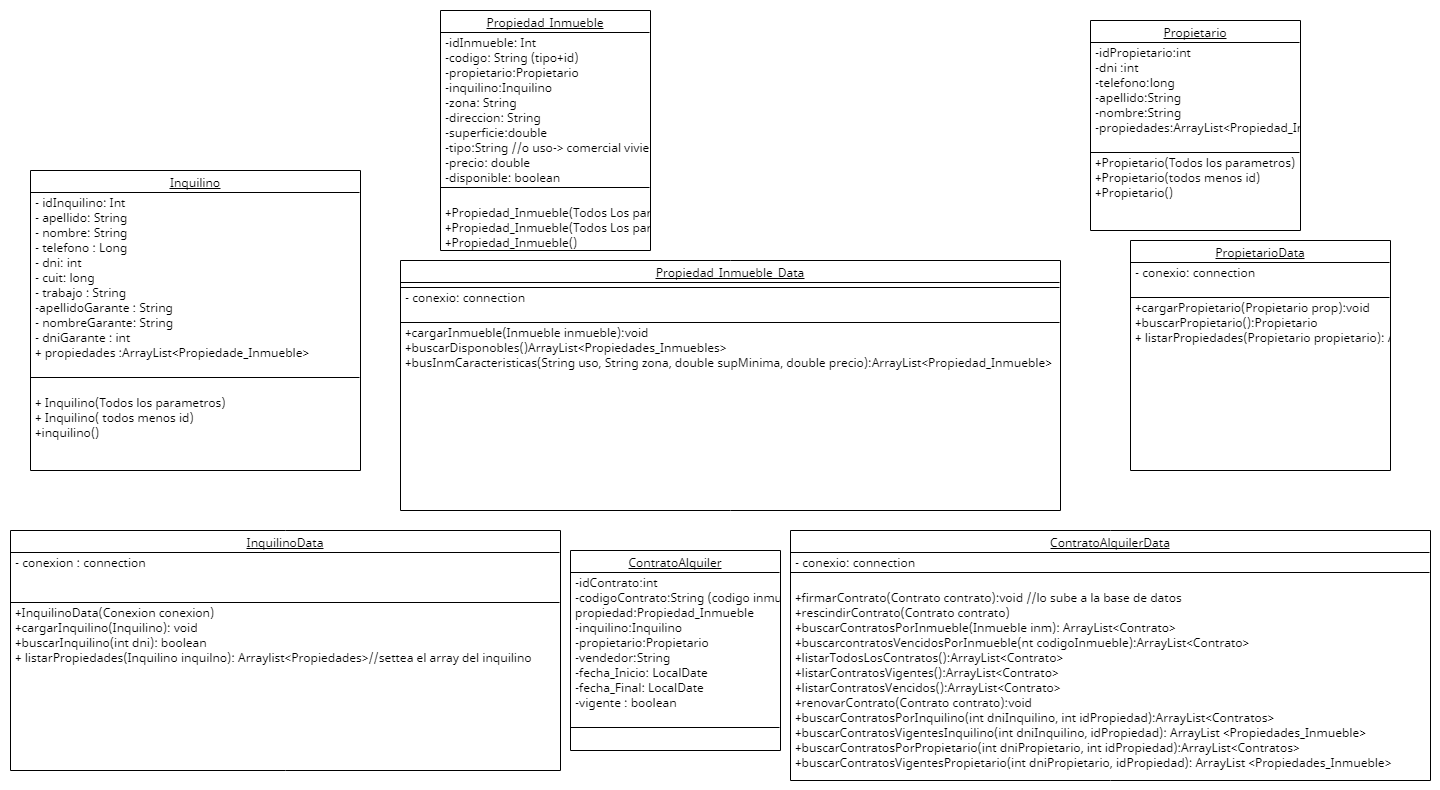 Propiedad_Inmueble
-idInmueble: Int
-codigo: String (tipo+id)
-propietario:Propietario
-inquilino:Inquilino
-zona: String
-direccion: String
-superficie:double
-tipo:String //o uso-> comercial vivie
-precio: double
-disponible: boolean
+Propiedad_Inmueble(Todos Los par
+Propiedad_Inmueble(Todos Los par
+Propiedad_Inmueble()
Propietario
-idPropietario:int
-dni :int
-telefono:long
-apellido:String
-nombre:String
-propiedades:ArrayList<Propiedad_Ir
+Propietario(Todos los parametros)
+Propietario(todos menos id)
+Propietario()
Inquilino
- idInquilino: Int
- apellido: String
- nombre: String
- telefono : Long
- dni: int
- cuit: long
- trabajo : String
-apellidoGarante : String
- nombreGarante: String
- dniGarante : int
+ propiedades :ArrayList<Propiedade_Inmueble>
+ Inquilino(Todos los parametros)
+ Inquilino( todos menos id)
+inquilino()
Propiedad_Inmueble_Data
- conexio: connection
+cargarInmueble(Inmueble inmueble):void
+buscarDisponobles()ArrayList<Propiedades_Inmuebles>
+busInmCaracteristicas(String uso, String zona, double supMinima, double precio):ArrayList<Propiedad_Inmueble>
PropietarioData
- conexio: connection
+cargarPropietario(Propietario prop):void
+buscarPropietario():Propietario
+ listarPropiedades(Propietario propietario):
InquilinoData
- conexion : connection
+InquilinoData(Conexion conexion)
+cargarInquilino(Inquilino): void
+buscarInquilino(int dni): boolean
+ listarPropiedades(Inquilino inquilno): Arraylist<Propiedades>//settea el array del inquilino
ContratoAlquiler
-idContrato:int
-codigoContrato:String (codigo inmu
propiedad:Propiedad_Inmueble
-inquilino:Inquilino
-propietario:Propietario
-vendedor:String
-fecha_Inicio: LocalDate
-fecha_Final: LocalDate
-vigente : boolean
ContratoAlquilerData
- conexio: connection
+firmarContrato(Contrato contrato):void //lo sube a la base de datos
+rescindirContrato(Contrato contrato)
+buscarContratosPorInmueble(Inmueble inm): ArrayList<Contrato>
+buscarcontratosVencidosPorInmueble(nt codigoInmueble):ArrayList<Contrato>
+listarTodosLosContratos():ArrayList<Contrato>
+listarContratosVigentes():ArrayList<Contrato>
+listarContratosVencidos():ArrayList<Contrato>
+renovarContrato(Contrato contrato):void
+buscarContratosPorInquilino(int dniInquilino, int idPropiedad):ArrayList<Contratos>
+buscarContratosVigentesInquilino(int dniInquilino, idPropiedad): ArrayList <Propiedades_Inmueble>
+buscarContratosPorPropietario(int dniPropietario, int idPropiedad):ArrayList<Contratos>
+buscarContratosVigentesPropietario(int dniPropietario, idPropiedad): ArrayList <Propiedades_Inmueble>